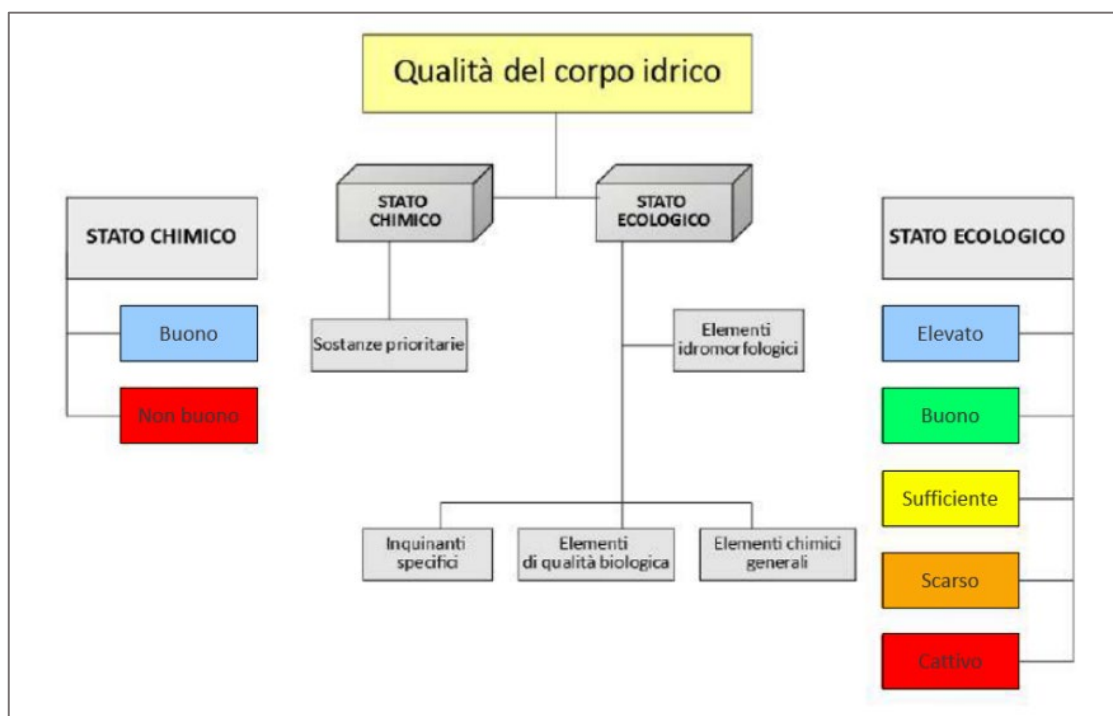 Qualità del corpo idrico
STATO
CHIMICO
STATO
ECOLOGICO
STATO CHIMICO
Buono
Non buono
Sostanze prioritarie
Elementi
idromorfologici
Inquinanti
specifici
Elementi
di qualità biologica
Elementi chimici
generali
STATO ECOLOGICO
Elevato
Buono
Sufficiente
Scarso
Cattivo